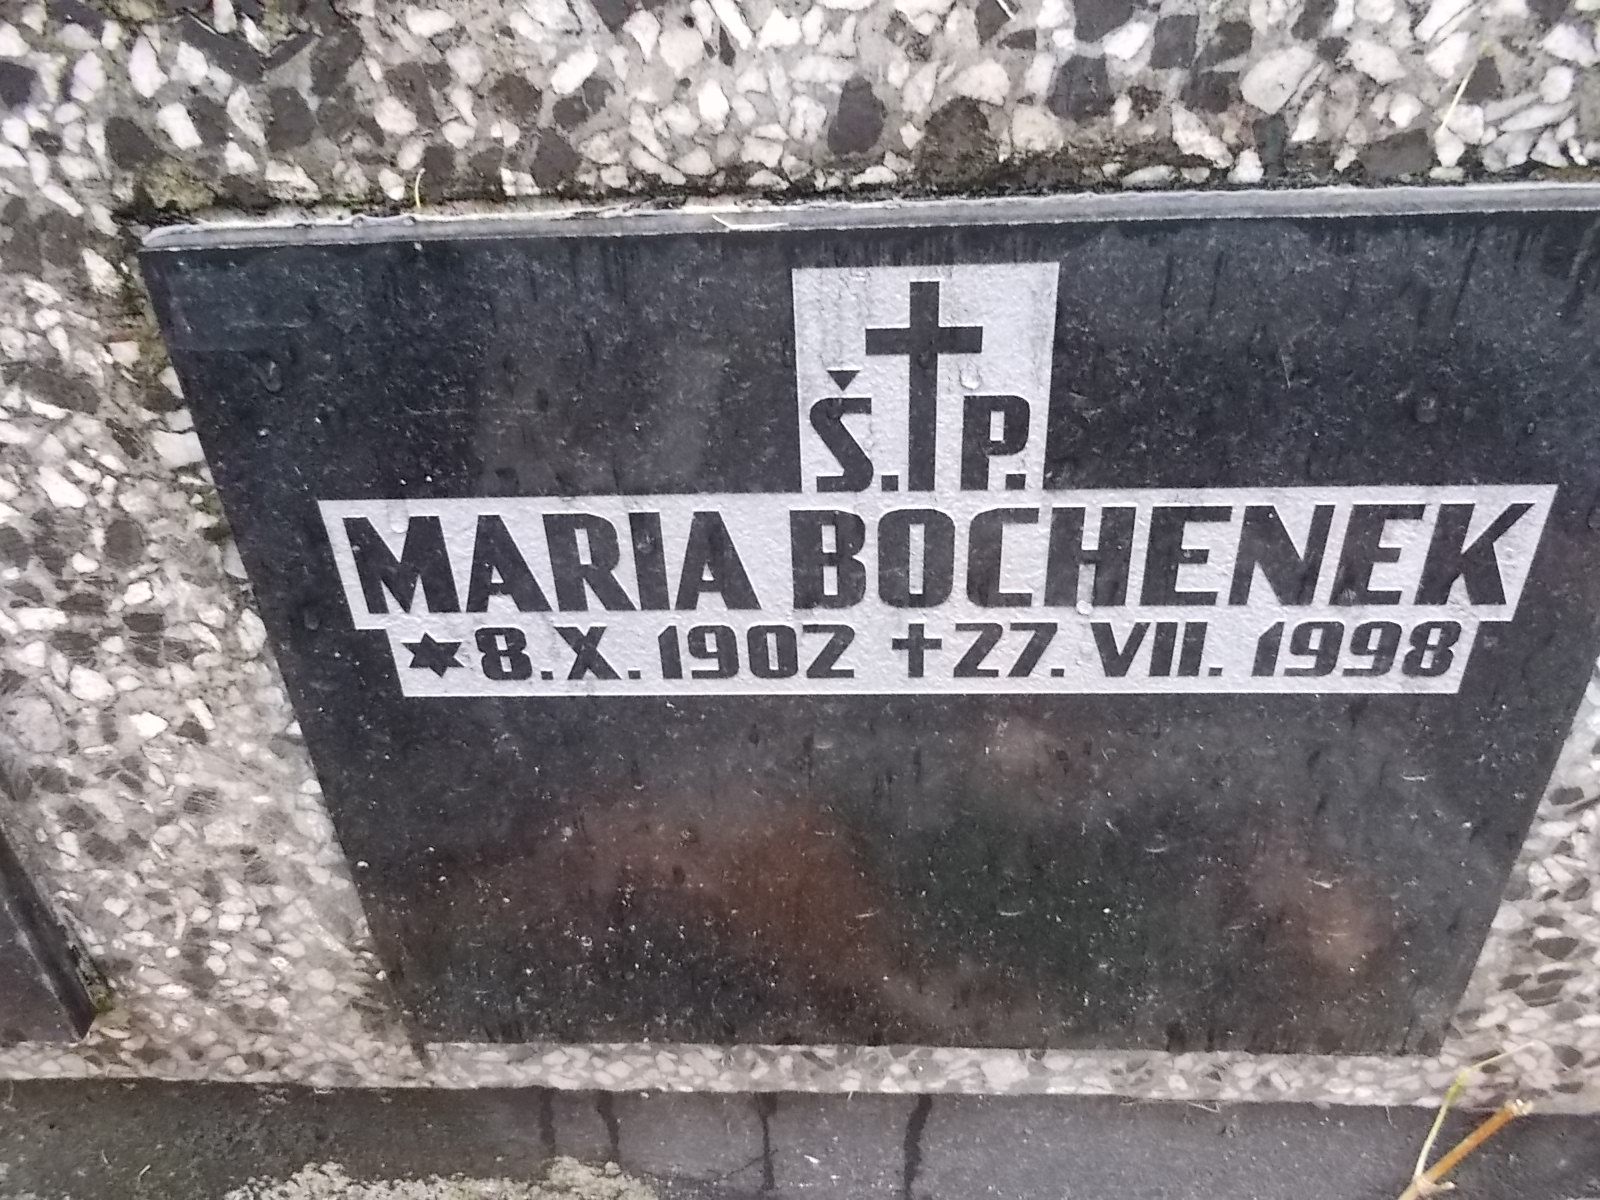 Š.✝P.
MARIA BOCHENEK
✶8.X.1902 ✝27.VII.1998